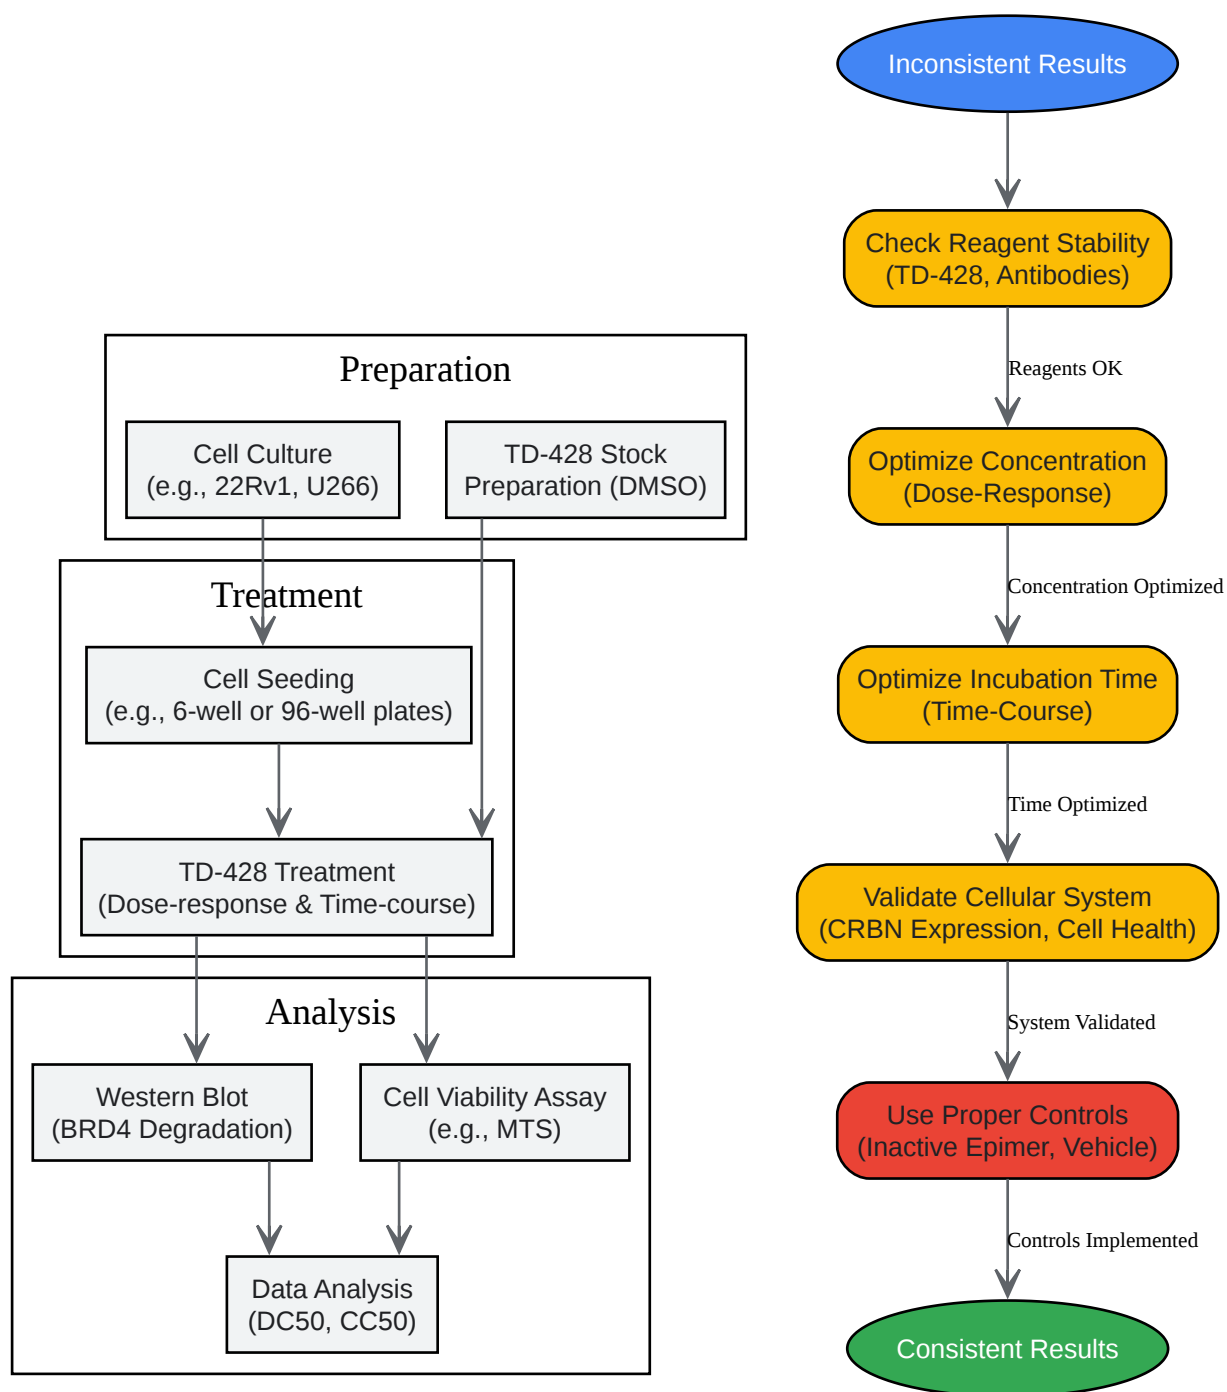 Preparation
Cell Culture
(e.g., 22Rv1, U266)
TD-428 Stock
Preparation (DMSO)
Treatment
Cell Seeding
(e.g., 6-well or 96-well plates)
TD-428 Treatment
(Dose-response & Time-course)
Analysis
Western Blot
(BRD4 Degradation)
Cell Viability Assay
(e.g., MTS)
Data Analysis
(DC50, CC50)
Inconsistent Results
Check Reagent Stability
(TD-428, Antibodies)
Reagents OK
Optimize Concentration
(Dose-Response)
Concentration Optimized
Optimize Incubation Time
(Time-Course)
Time Optimized
Validate Cellular System
(CRBN Expression, Cell Health)
System Validated
Use Proper Controls
(Inactive Epimer, Vehicle)
Controls Implemented
Consistent Results